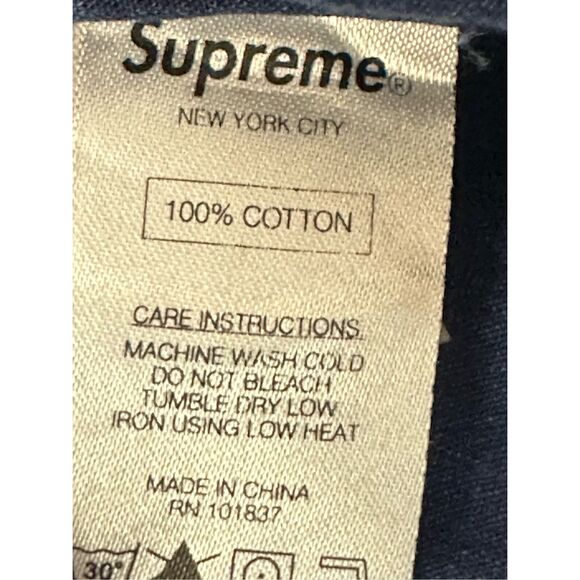 Supreme®
NEW YORK CITY
100% COTTON
CARE INSTRUCTIONS
MACHINE WASH COLD
DO NOT BLEACH
TUMBLE DRY LOW
IRON USING LOW HEAT
MADE IN CHINA
RN 101837
30°